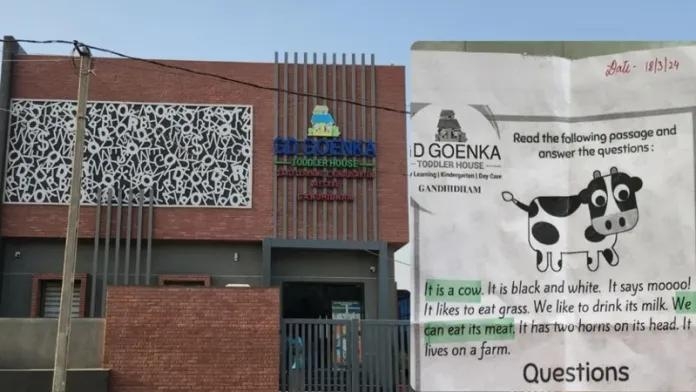 GD GOENKA
TODDLER HOUSE
GANDHIDHAM
Date - 18/3/24
GD GOENKA
TODDLER HOUSE
Learning | Kindergarten | Day Care
GANDHIDHAM
Read the following passage and
answer the questions :
It is a cow. It is black and white. It says moooo!
It likes to eat grass. We like to drink its milk. We
can eat its meat. It has two horns on its head. It
lives on a farm.
Questions